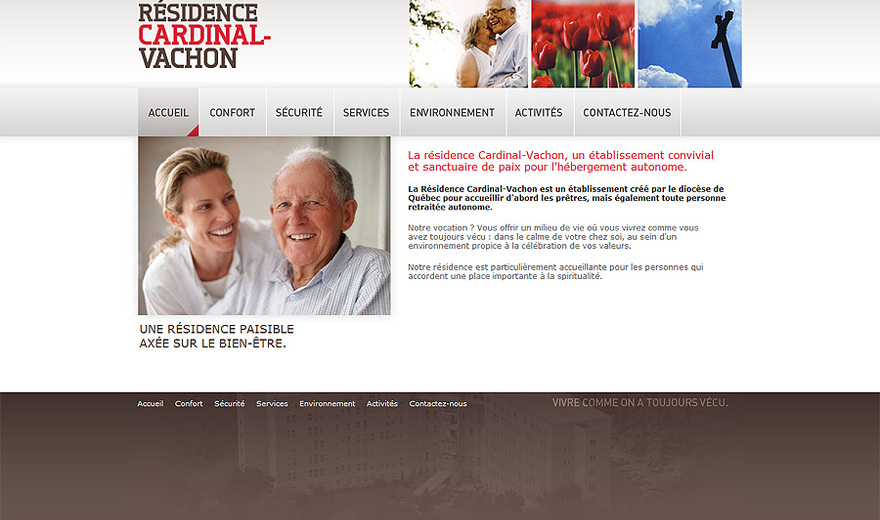 RÉSIDENCE
CARDINAL-
VACHON
ACCUEIL CONFORT SÉCURITÉ SERVICES ENVIRONNEMENT ACTIVITÉS CONTACTEZ-NOUS
UNE RÉSIDENCE PAISIBLE
AXÉE SUR LE BIEN-ÊTRE.
La résidence Cardinal-Vachon, un établissement convivial
et sanctuaire de paix pour l'hébergement autonome.
La Résidence Cardinal-Vachon est un établissement créé par le diocèse de
Québec pour accueillir d'abord les prêtres, mais également toute personne
retraitée autonome.
Notre vocation ? Vous offrir un milieu de vie où vous vivrez comme vous
avez toujours vécu : dans le calme de votre chez soi, au sein d'un
environnement propice à la célébration de vos valeurs.
Notre résidence est particulièrement accueillante pour les personnes qui
accordent une place importante à la spiritualité.
Accueil Confort Sécurité Services Environnement Activités Contactez-nous
VIVRE COMME ON A TOUJOURS VÉCU.